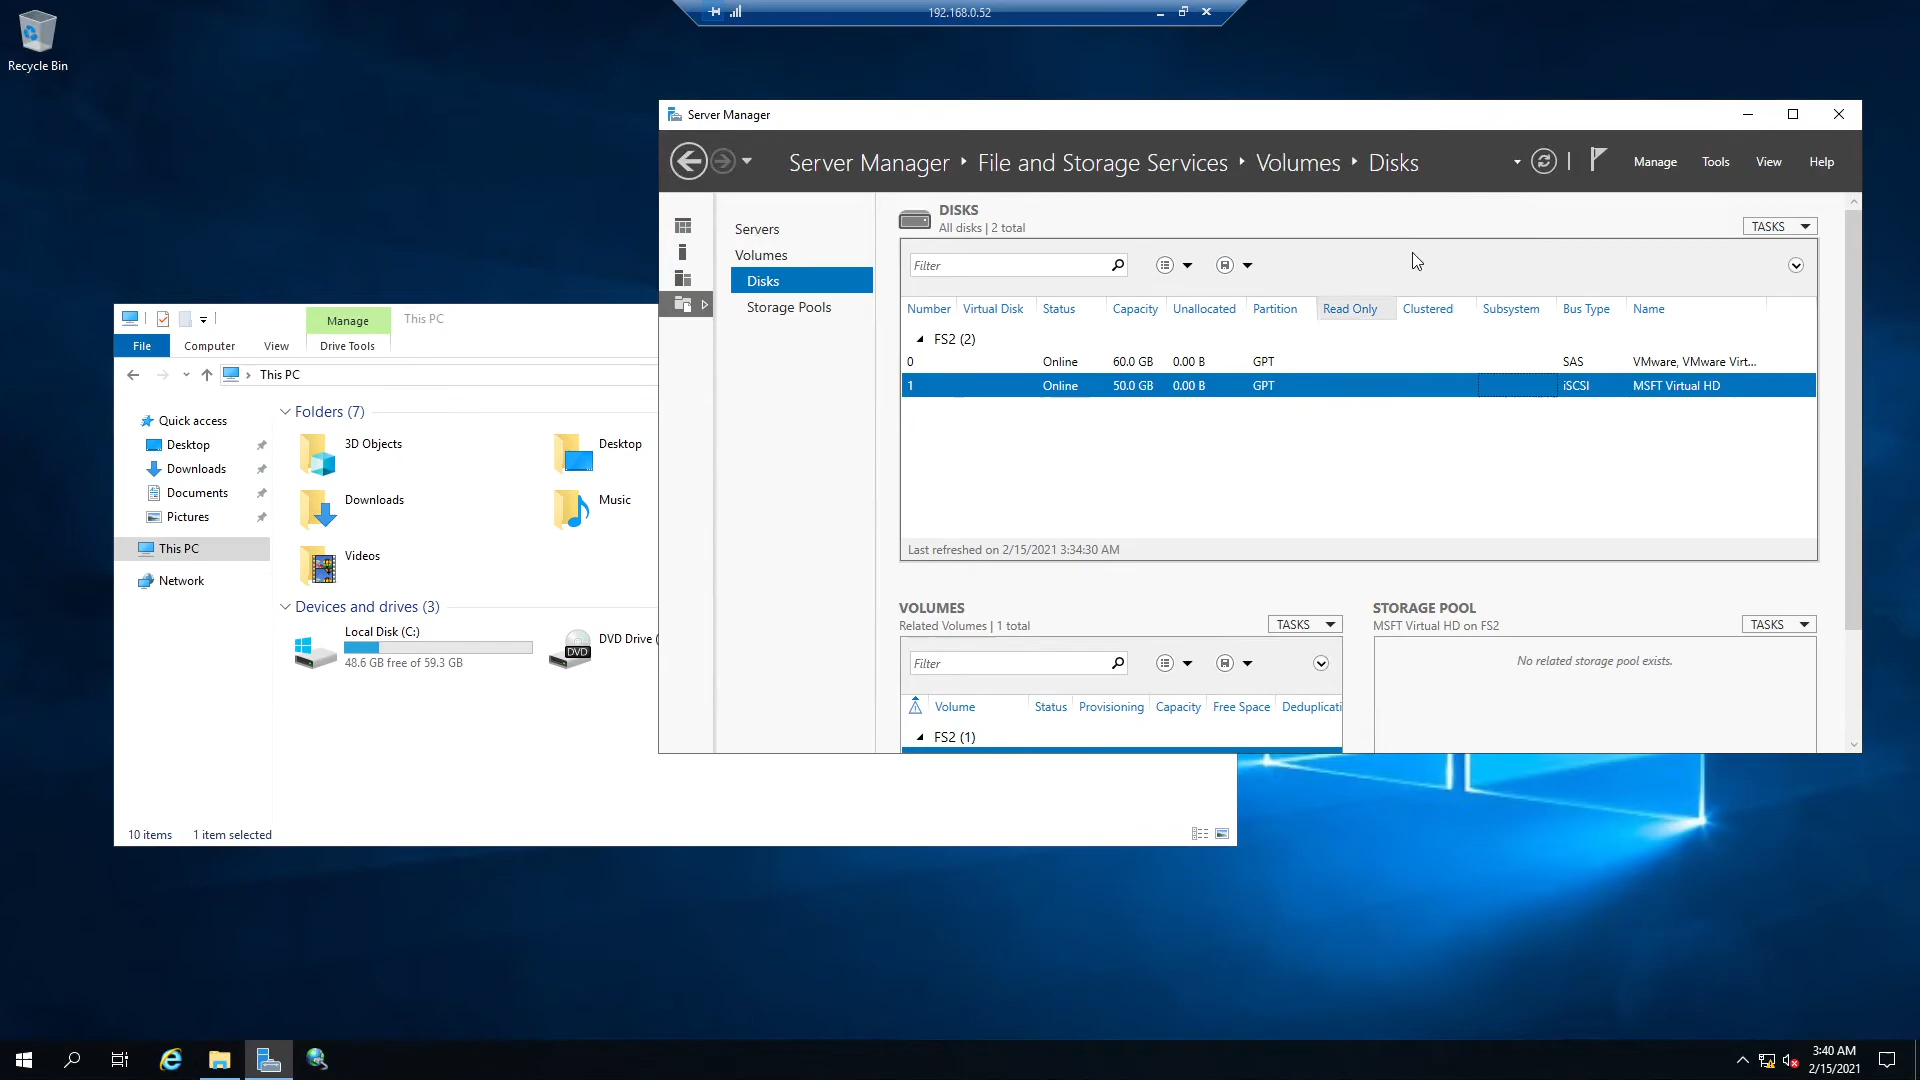 192.168.0.52
Recycle Bin
Server Manager
Server Manager ‣ File and Storage Services ‣ Volumes ‣ Disks
Manage Tools View Help
Servers
Volumes
Disks
Storage Pools
DISKS
All disks | 2 total
TASKS
Filter
Number Virtual Disk Status Capacity Unallocated Partition Read Only Clustered Subsystem Bus Type Name
FS2 (2)
0 Online 60.0 GB 0.00 B GPT SAS VMware, VMware Virt...
1 Online 50.0 GB 0.00 B GPT iSCSI MSFT Virtual HD
Last refreshed on 2/15/2021 3:34:30 AM
VOLUMES
Related Volumes | 1 total
TASKS
Filter
Volume Status Provisioning Capacity Free Space Deduplicati
FS2 (1)
STORAGE POOL
MSFT Virtual HD on FS2
TASKS
No related storage pool exists.
Manage This PC
File Computer View Drive Tools
This PC
Quick access
Desktop
Downloads
Documents
Pictures
This PC
Network
Folders (7)
3D Objects Desktop
Downloads Music
Videos
Devices and drives (3)
Local Disk (C:)
48.6 GB free of 59.3 GB
DVD Drive (
DVD
10 items 1 item selected
3:40 AM
2/15/2021